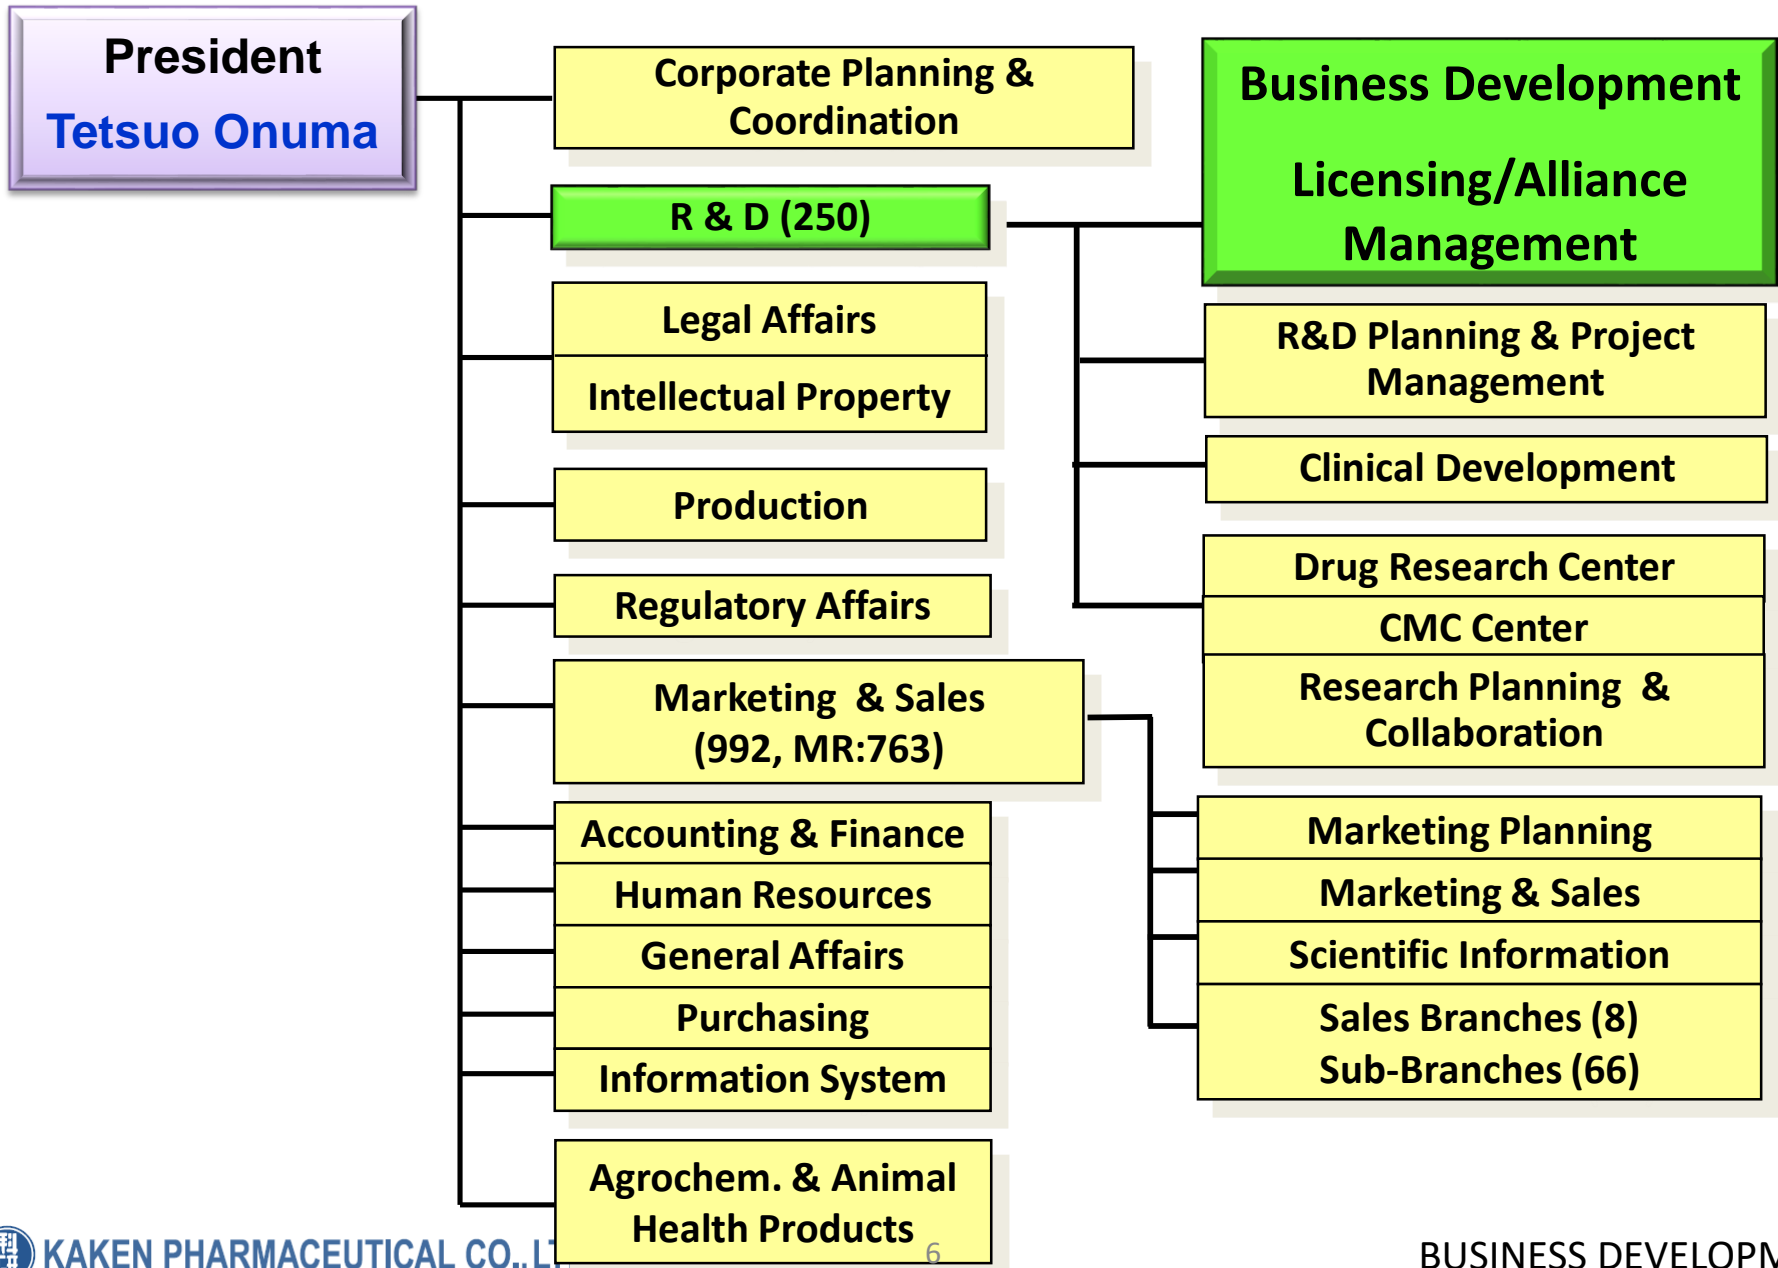 President
Tetsuo Onuma
Corporate Planning &
Coordination
R & D (250)
Legal Affairs
Intellectual Property
Production
Regulatory Affairs
Marketing & Sales
(992, MR:763)
Accounting & Finance
Human Resources
General Affairs
Purchasing
Information System
Agrochem. & Animal
Health Products
Business Development
Licensing/Alliance
Management
R&D Planning & Project
Management
Clinical Development
Drug Research Center
CMC Center
Research Planning &
Collaboration
Marketing Planning
Marketing & Sales
Scientific Information
Sales Branches (8)
Sub-Branches (66)
KAKEN PHARMACEUTICAL CO., LT
6
BUSINESS DEVELOPM